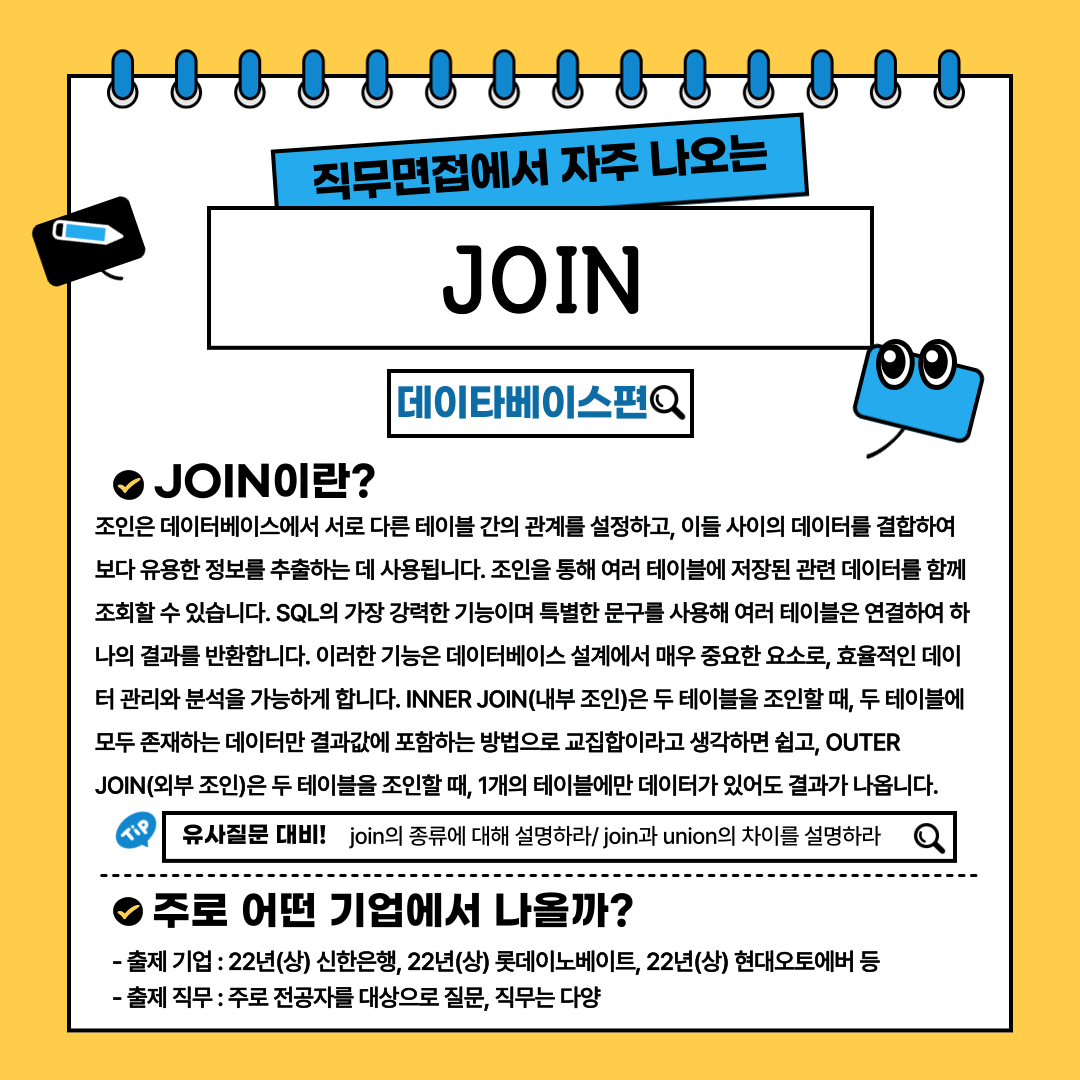 직무면접에서 자주 나오는
JOIN
데이타베이스편
JOIN이란?
조인은 데이터베이스에서 서로 다른 테이블 간의 관계를 설정하고, 이들 사이의 데이터를 결합하여
보다 유용한 정보를 추출하는 데 사용됩니다. 조인을 통해 여러 테이블에 저장된 관련 데이터를 함께
조회할 수 있습니다. SQL의 가장 강력한 기능이며 특별한 문구를 사용해 여러 테이블은 연결하여 하
나의 결과를 반환합니다. 이러한 기능은 데이터베이스 설계에서 매우 중요한 요소로, 효율적인 데이
터 관리와 분석을 가능하게 합니다. INNER JOIN(내부 조인)은 두 테이블을 조인할 때, 두 테이블에
모두 존재하는 데이터만 결과값에 포함하는 방법으로 교집합이라고 생각하면 쉽고, OUTER
JOIN(외부 조인)은 두 테이블을 조인할 때, 1개의 테이블에만 데이터가 있어도 결과가 나옵니다.
TiP 유사질문 대비! join의 종류에 대해 설명하라/ join과 union의 차이를 설명하라
주로 어떤 기업에서 나올까?
- 출제 기업 : 22년(상) 신한은행, 22년(상) 롯데이노베이트, 22년(상) 현대오토에버 등
- 출제 직무 : 주로 전공자를 대상으로 질문, 직무는 다양